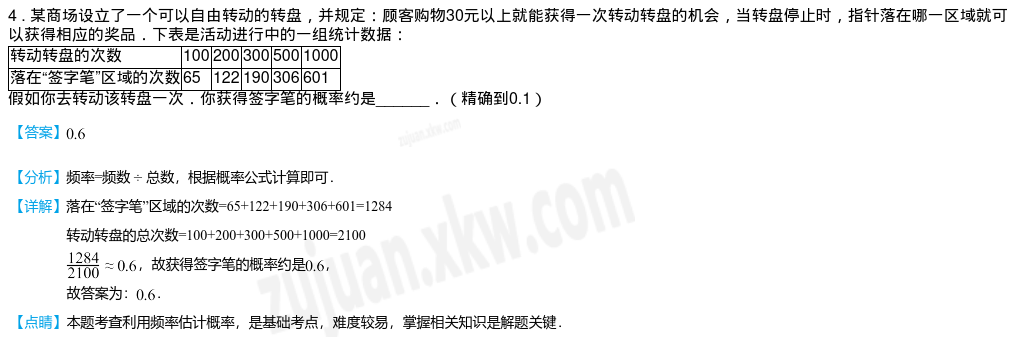 4．某商场设立了一个可以自由转动的转盘，并规定：顾客购物30元以上就能获得一次转动转盘的机会，当转盘停止时，指针落在哪一区域就可
以获得相应的奖品．下表是活动进行中的一组统计数据：
转动转盘的次数 100 200 300 500 1000
落在“签字笔”区域的次数 65 122 190 306 601
假如你去转动该转盘一次．你获得签字笔的概率约是______．（精确到0.1）
【答案】0.6
【分析】频率=频数÷总数，根据概率公式计算即可．
【详解】落在“签字笔”区域的次数=65+122+190+306+601=1284
转动转盘的总次数=100+200+300+500+1000=2100
1284/2100≈0.6，故获得签字笔的概率约是0.6，
故答案为：0.6．
【点睛】本题考查利用频率估计概率，是基础考点，难度较易，掌握相关知识是解题关键．
zujuan.xkw.com
zujuan.xkw.com